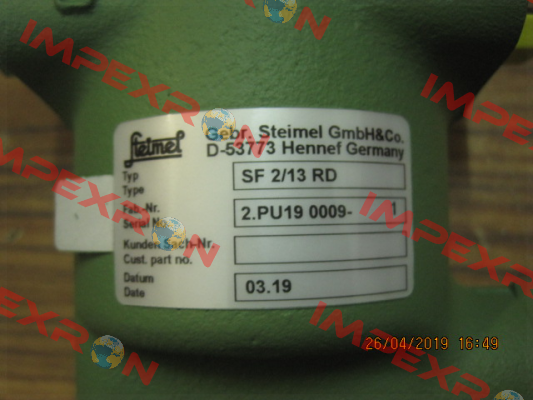 Steimel
Gebr. Steimel GmbH&Co.
D-53773 Hennef Germany
Typ
Type
SF 2/13 RD
Fab.-Nr.
Serial No.
2.PU19 0009- 1
Kunden Sach-Nr.
Cust. part no.
Datum
Date
03.19
26/04/2019 16:49
IMPEXRON
IMPEXRON
IMPEXRON
IMPEXRON
IMPEXRON
IMPEXRON